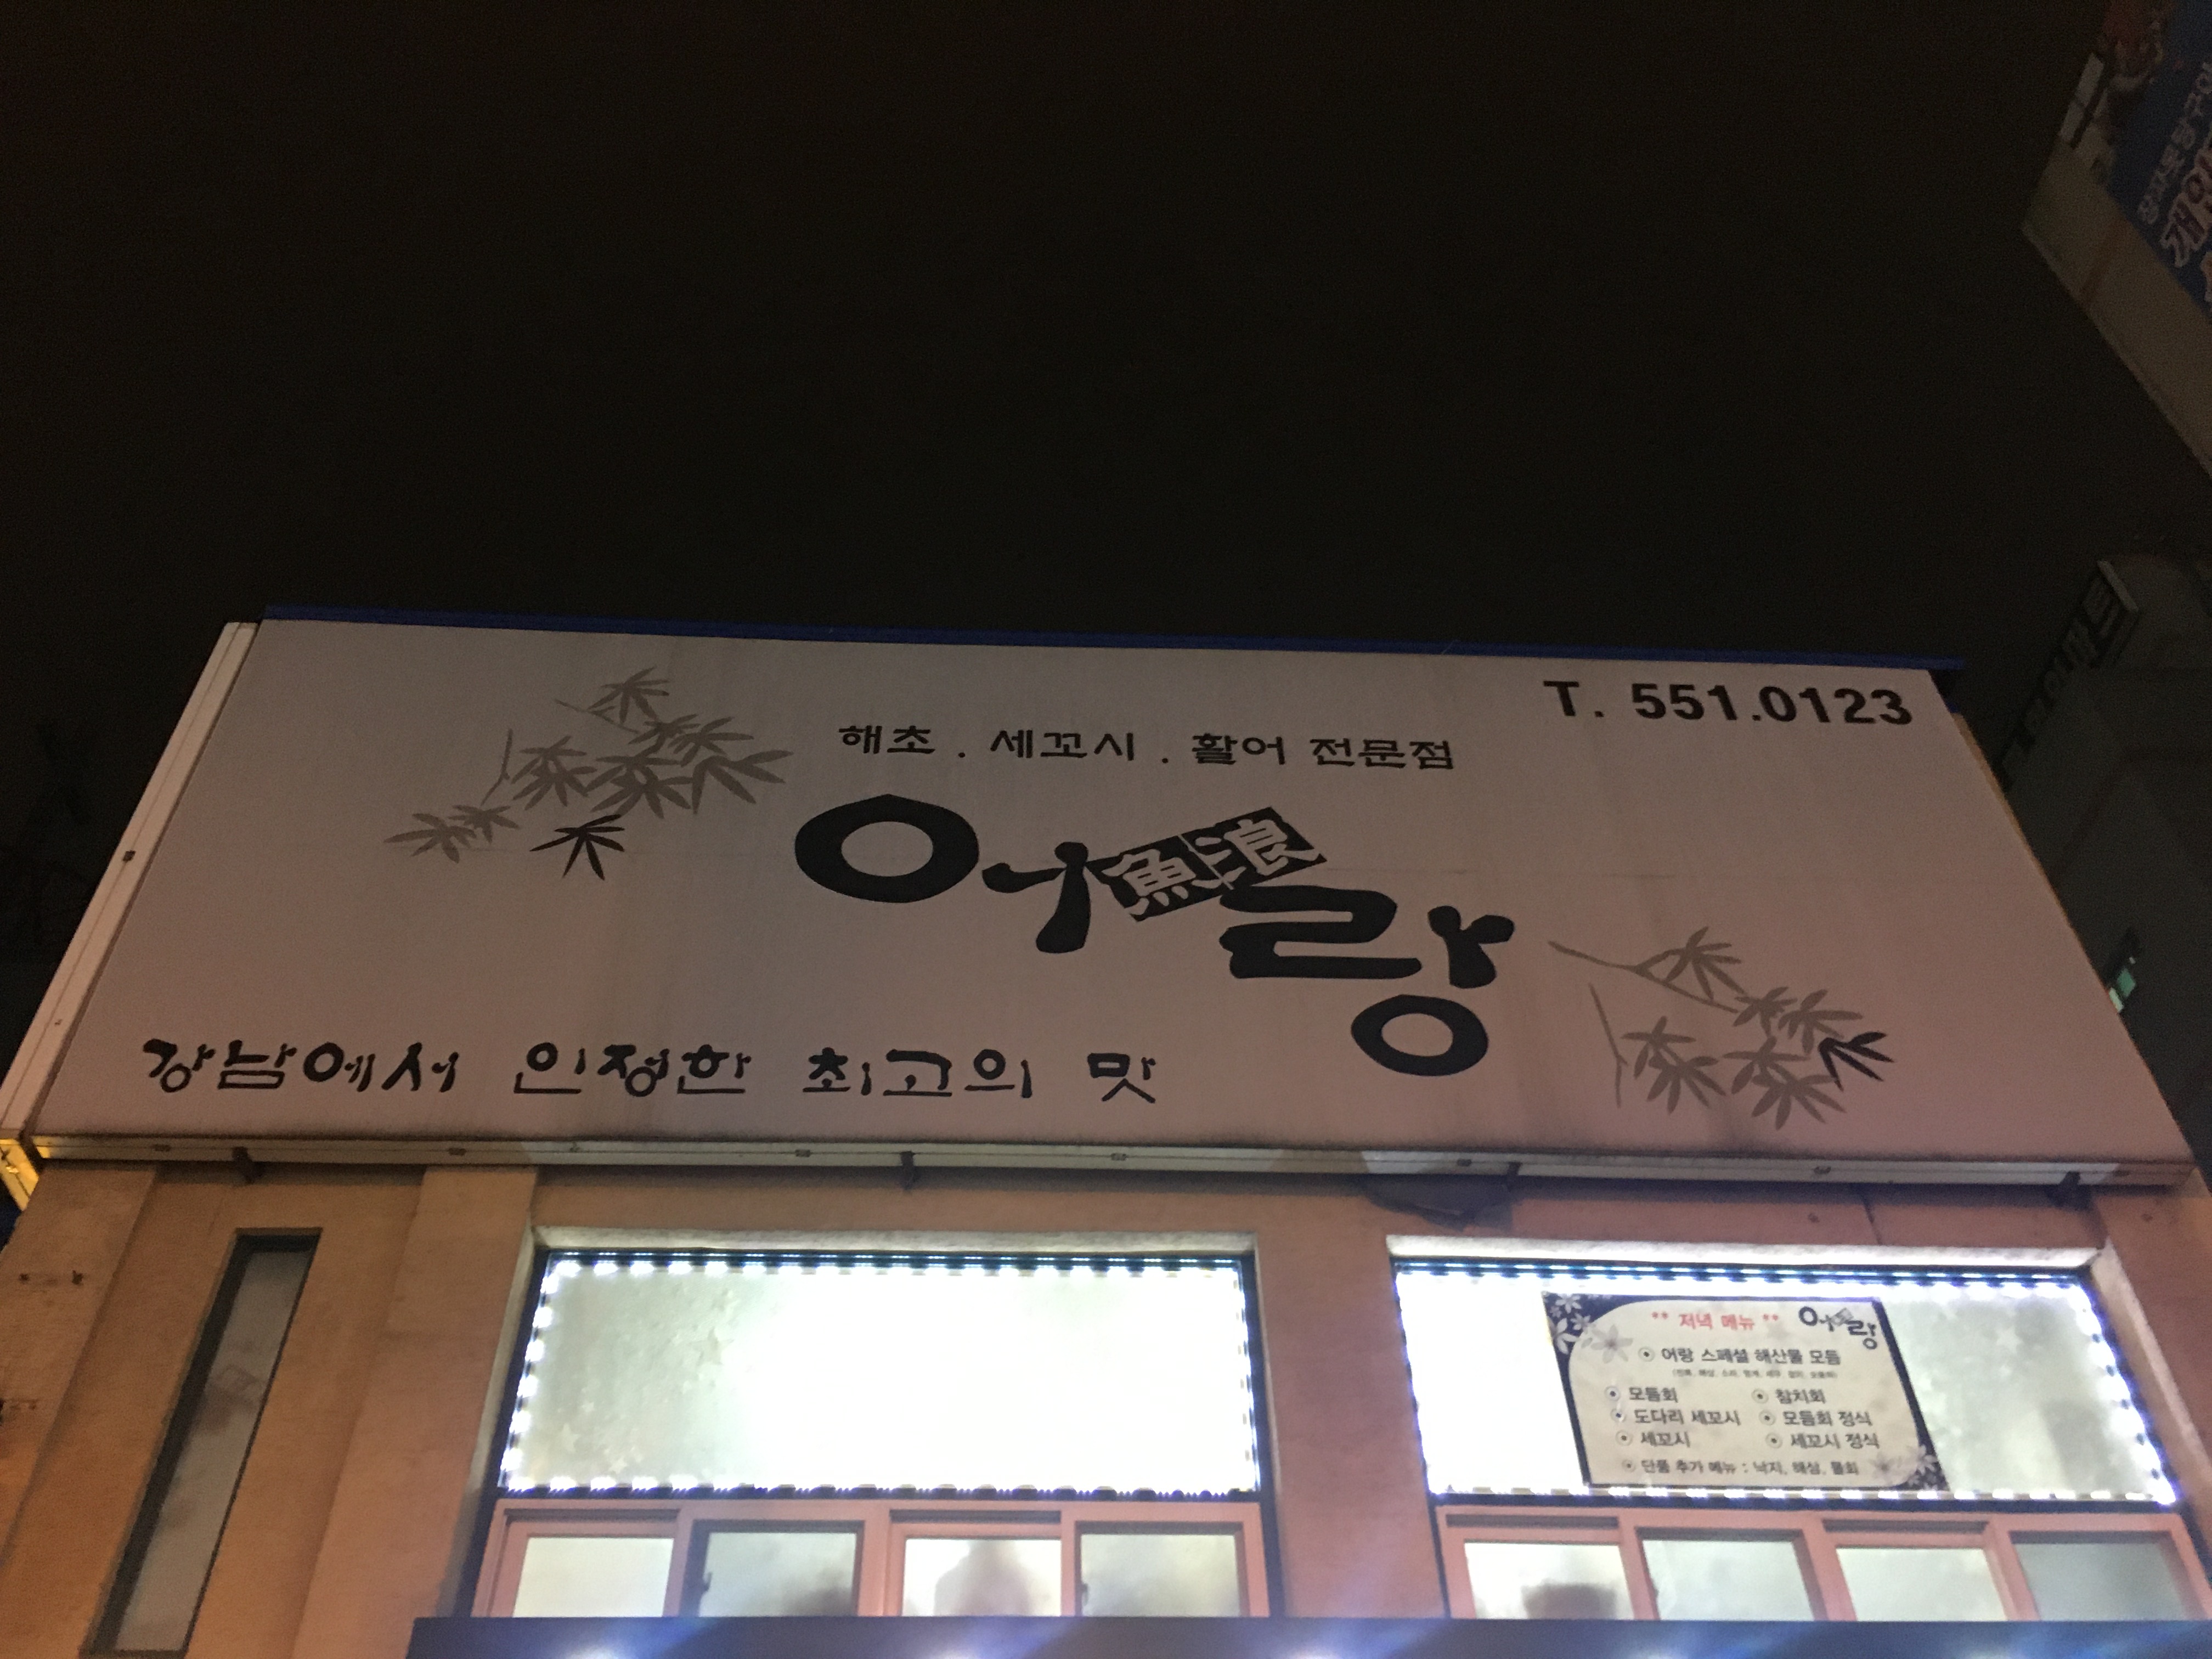 T. 551.0123
해초 . 세꼬시 . 활어 전문점
어랑
魚浪
강남에서 인정한 최고의 맛
** 저녁 메뉴 **
어랑
어랑 스페셜 해산물 모듬
모듬회
참치회
도다리 세꼬시
모듬회 정식
세꼬시
세꼬시 정식
단품 추가 메뉴 : 낙지, 해삼, 물회